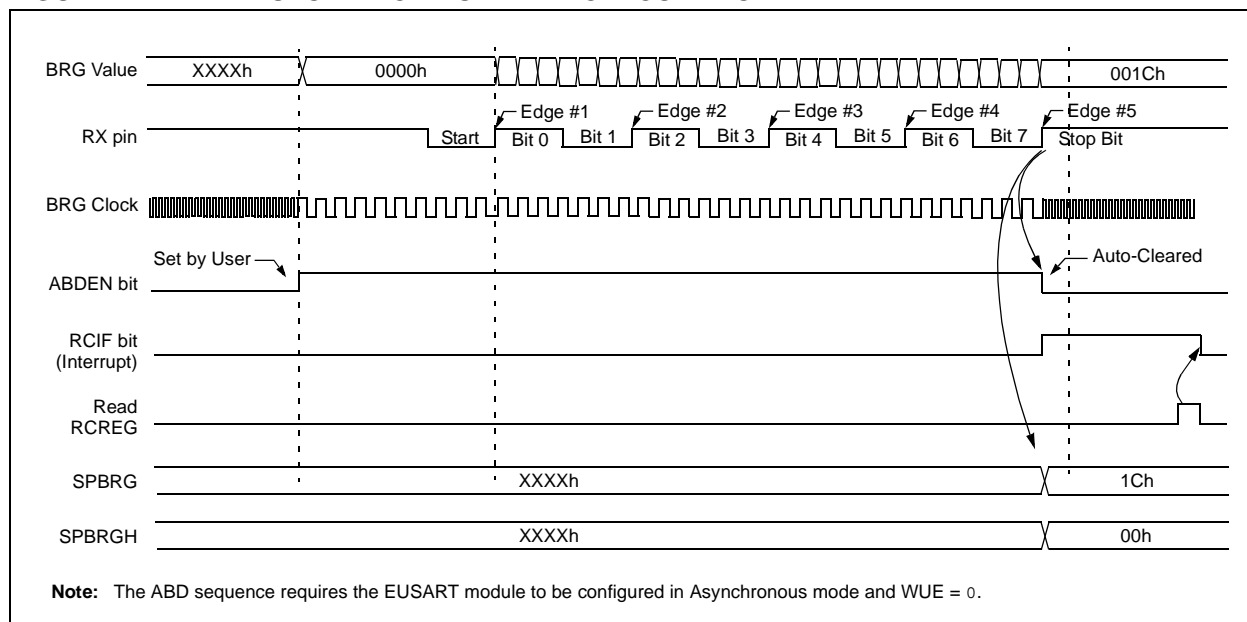 BRG Value
XXXXh
0000h
001Ch
Edge #1
Edge #2
Edge #3
Edge #4
Edge #5
RX pin
Start
Bit 0
Bit 1
Bit 2
Bit 3
Bit 4
Bit 5
Bit 6
Bit 7
Stop Bit
BRG Clock
Set by User
Auto-Cleared
ABDEN bit
RCIF bit
(Interrupt)
Read
RCREG
SPBRG
XXXXh
1Ch
SPBRGH
XXXXh
00h
Note: The ABD sequence requires the EUSART module to be configured in Asynchronous mode and WUE = 0.